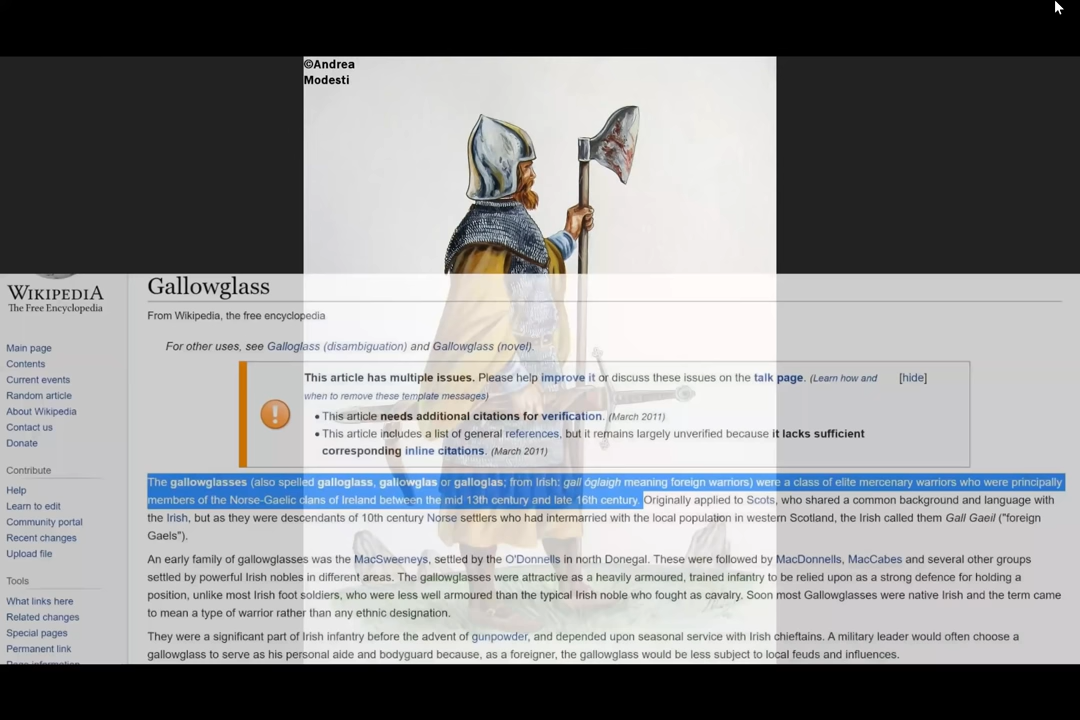 ©Andrea
Modesti
WIKIPEDIA
The Free Encyclopedia
Main page
Contents
Current events
Random article
About Wikipedia
Contact us
Donate
Contribute
Help
Learn to edit
Community portal
Recent changes
Upload file
Tools
What links here
Related changes
Special pages
Permanent link
Page information
Gallowglass
From Wikipedia, the free encyclopedia
For other uses, see Galloglass (disambiguation) and Gallowglass (novel).
This article has multiple issues. Please help improve it or discuss these issues on the talk page. (Learn how and [hide]
when to remove these template messages)
• This article needs additional citations for verification. (March 2011)
• This article includes a list of general references, but it remains largely unverified because it lacks sufficient
corresponding inline citations. (March 2011)
The gallowglasses (also spelled galloglass, gallowglas or galloglas; from Irish: gall óglaigh meaning foreign warriors) were a class of elite mercenary warriors who were principally
members of the Norse-Gaelic clans of Ireland between the mid 13th century and late 16th century. Originally applied to Scots, who shared a common background and language with
the Irish, but as they were descendants of 10th century Norse settlers who had intermarried with the local population in western Scotland, the Irish called them Gall Gaeil ("foreign
Gaels").
An early family of gallowglasses was the MacSweeneys, settled by the O'Donnells in north Donegal. These were followed by MacDonnells, MacCabes and several other groups
settled by powerful Irish nobles in different areas. The gallowglasses were attractive as a heavily armoured, trained infantry to be relied upon as a strong defence for holding a
position, unlike most Irish foot soldiers, who were less well armoured than the typical Irish noble who fought as cavalry. Soon most Gallowglasses were native Irish and the term came
to mean a type of warrior rather than any ethnic designation.
They were a significant part of Irish infantry before the advent of gunpowder, and depended upon seasonal service with Irish chieftains. A military leader would often choose a
gallowglass to serve as his personal aide and bodyguard because, as a foreigner, the gallowglass would be less subject to local feuds and influences.